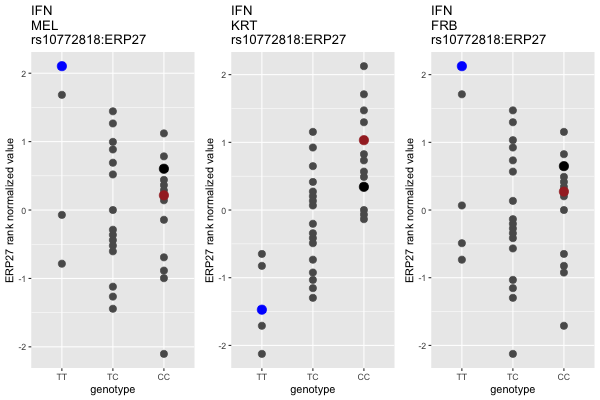 IFN
MEL
rs10772818:ERP27
ERP27 rank normalized value
2
1
0
-1
-2
TT TC CC
genotype
IFN
KRT
rs10772818:ERP27
ERP27 rank normalized value
2
1
0
-1
-2
TT TC CC
genotype
IFN
FRB
rs10772818:ERP27
ERP27 rank normalized value
2
1
0
-1
-2
TT TC CC
genotype